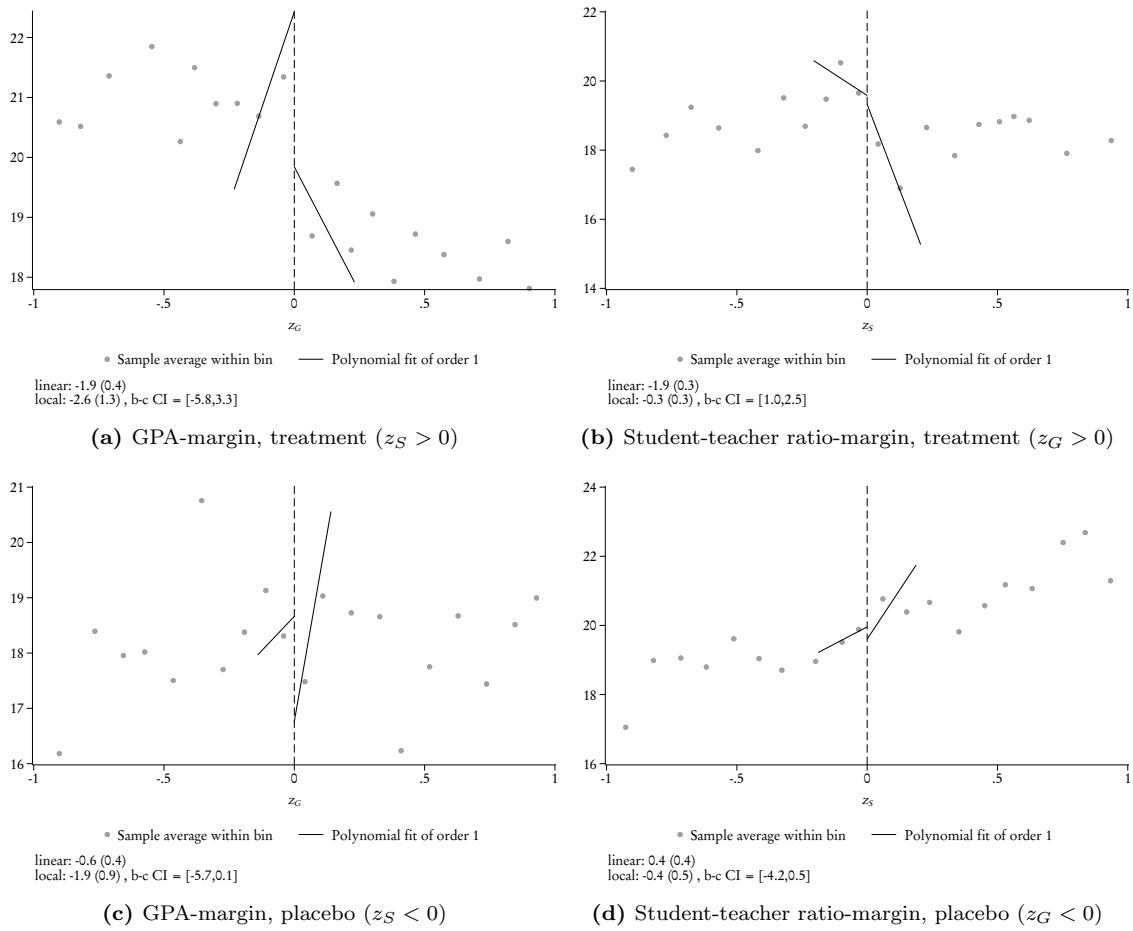 22
21
20
19
18
-1 -.5 0 .5 1
z_G
Sample average within bin Polynomial fit of order 1
linear: -1.9 (0.4)
local: -2.6 (1.3) , b-c CI = [-5.8,3.3]
(a) GPA-margin, treatment (z_S > 0)
22
20
18
16
14
-1 -.5 0 .5 1
z_S
Sample average within bin Polynomial fit of order 1
linear: -1.9 (0.3)
local: -0.3 (0.3) , b-c CI = [1.0,2.5]
(b) Student-teacher ratio-margin, treatment (z_G > 0)
21
20
19
18
17
16
-1 -.5 0 .5 1
z_G
Sample average within bin Polynomial fit of order 1
linear: -0.6 (0.4)
local: -1.9 (0.9) , b-c CI = [-5.7,0.1]
(c) GPA-margin, placebo (z_S < 0)
24
22
20
18
16
-1 -.5 0 .5 1
z_S
Sample average within bin Polynomial fit of order 1
linear: 0.4 (0.4)
local: -0.4 (0.5) , b-c CI = [-4.2,0.5]
(d) Student-teacher ratio-margin, placebo (z_G < 0)